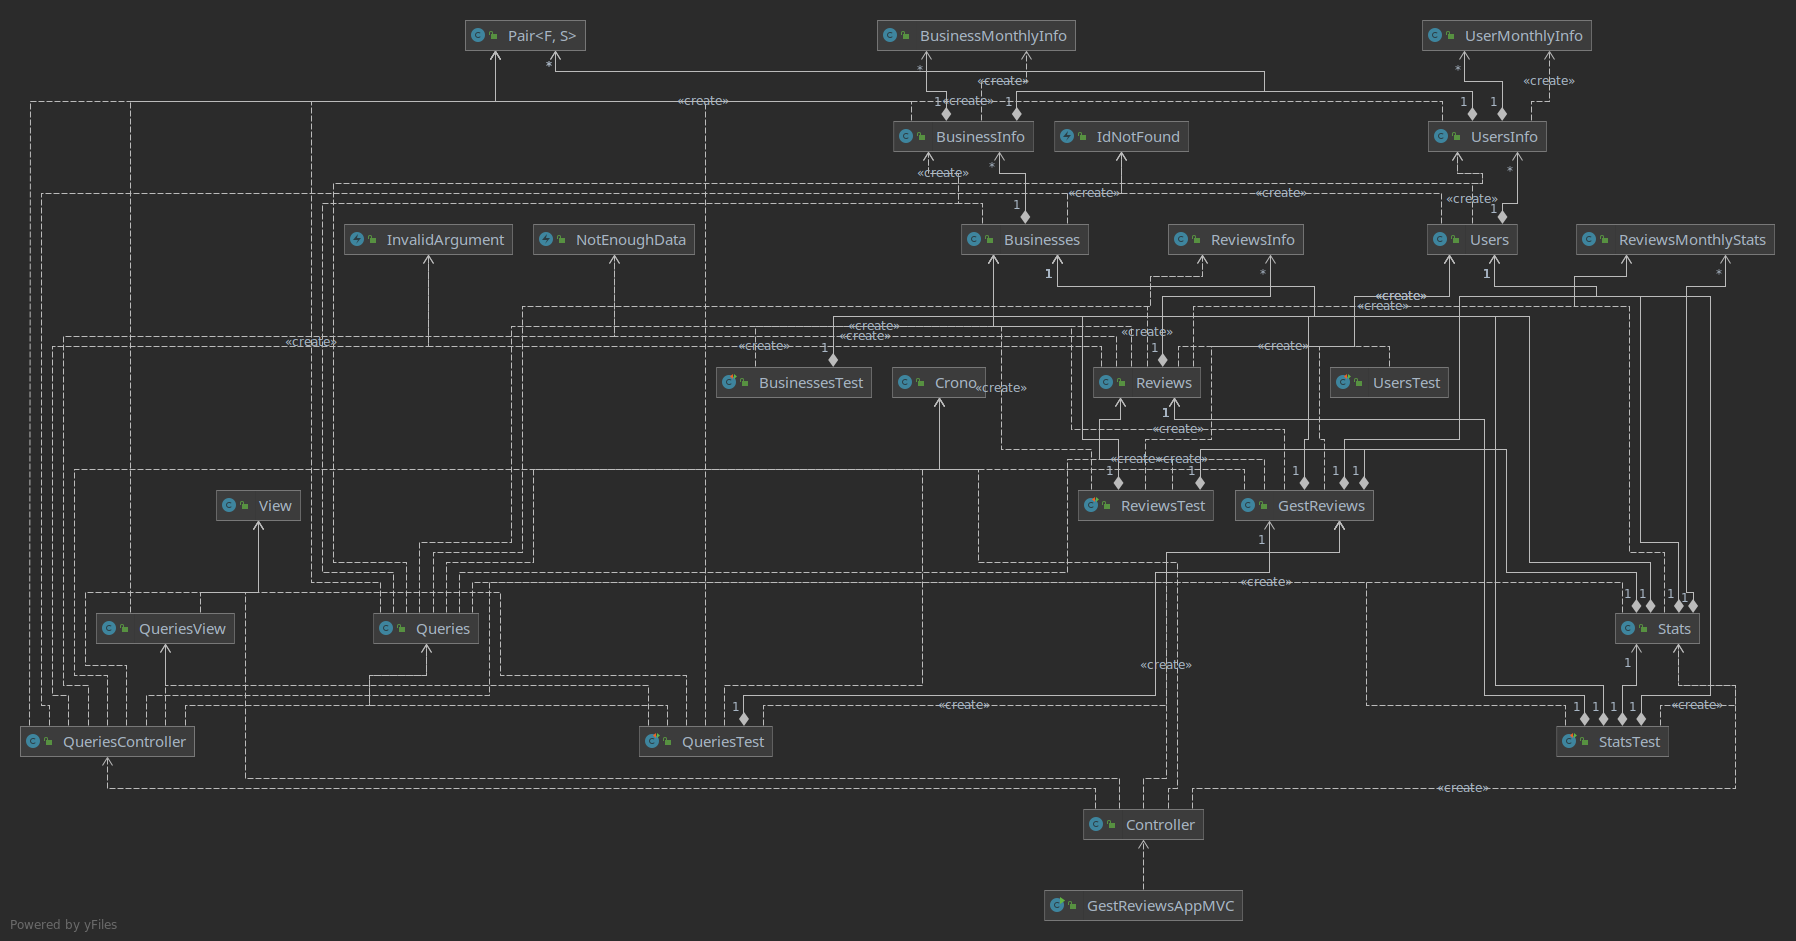 Pair<F, S>
BusinessMonthlyInfo
UserMonthlyInfo
*
*
*
«create»
«create»
«create»
1
«create»
1
1
1
BusinessInfo
IdNotFound
UsersInfo
*
*
«create»
«create»
«create»
«create»
1
1
InvalidArgument
NotEnoughData
Businesses
ReviewsInfo
Users
ReviewsMonthlyStats
1
*
1
*
«create»
«create»
«create»
«create»
«create»
«create»
«create»
1
«create»
1
«create»
BusinessesTest
Crono
«create»
Reviews
UsersTest
1
«create»
«create»
«create»
1
1
1
1
1
View
ReviewsTest
GestReviews
1
«create»
1
1
1
1
QueriesView
Queries
Stats
«create»
1
1
«create»
1
1
1
1
«create»
QueriesController
QueriesTest
StatsTest
«create»
Controller
GestReviewsAppMVC
Powered by yFiles